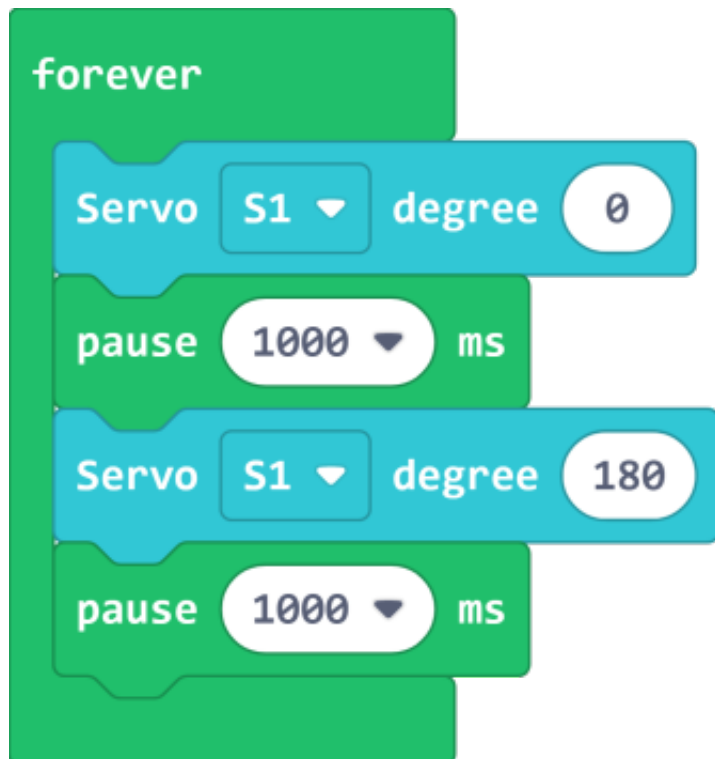 forever
Servo S1 degree 0
pause 1000 ms
Servo S1 degree 180
pause 1000 ms